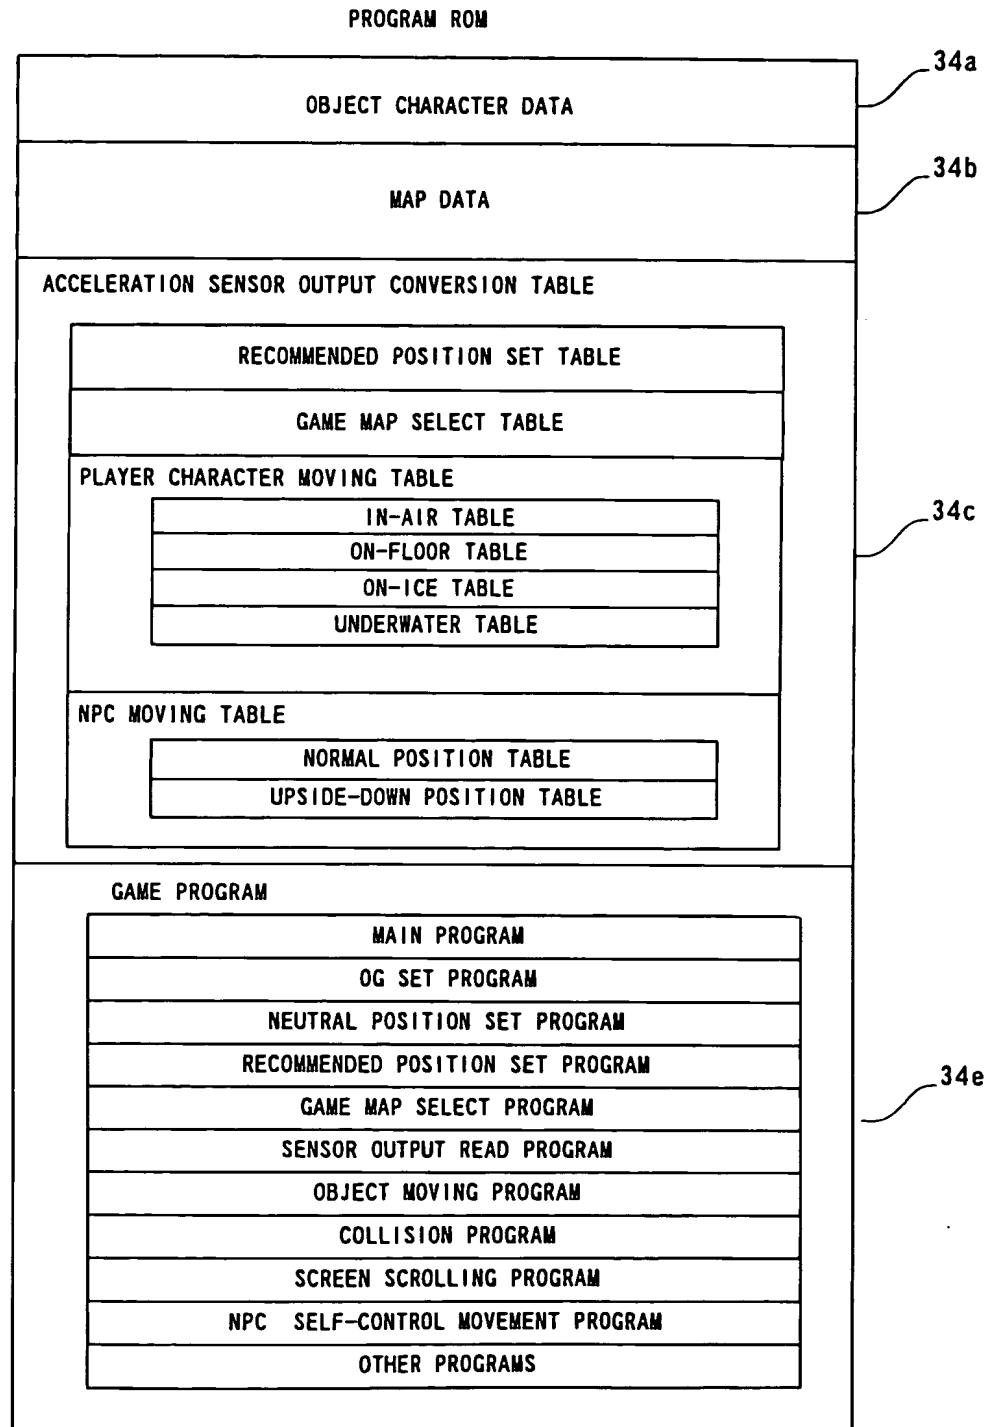 PROGRAM ROM
34a
OBJECT CHARACTER DATA
34b
MAP DATA
ACCELERATION SENSOR OUTPUT CONVERSION TABLE
RECOMMENDED POSITION SET TABLE
GAME MAP SELECT TABLE
PLAYER CHARACTER MOVING TABLE
34c
IN-AIR TABLE
ON-FLOOR TABLE
ON-ICE TABLE
UNDERWATER TABLE
NPC MOVING TABLE
NORMAL POSITION TABLE
UPSIDE-DOWN POSITION TABLE
GAME PROGRAM
MAIN PROGRAM
0G SET PROGRAM
NEUTRAL POSITION SET PROGRAM
RECOMMENDED POSITION SET PROGRAM
34e
GAME MAP SELECT PROGRAM
SENSOR OUTPUT READ PROGRAM
OBJECT MOVING PROGRAM
COLLISION PROGRAM
SCREEN SCROLLING PROGRAM
NPC SELF-CONTROL MOVEMENT PROGRAM
OTHER PROGRAMS